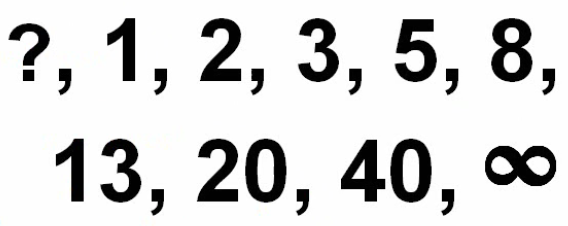 ?, 1, 2, 3, 5, 8,
13, 20, 40, ∞